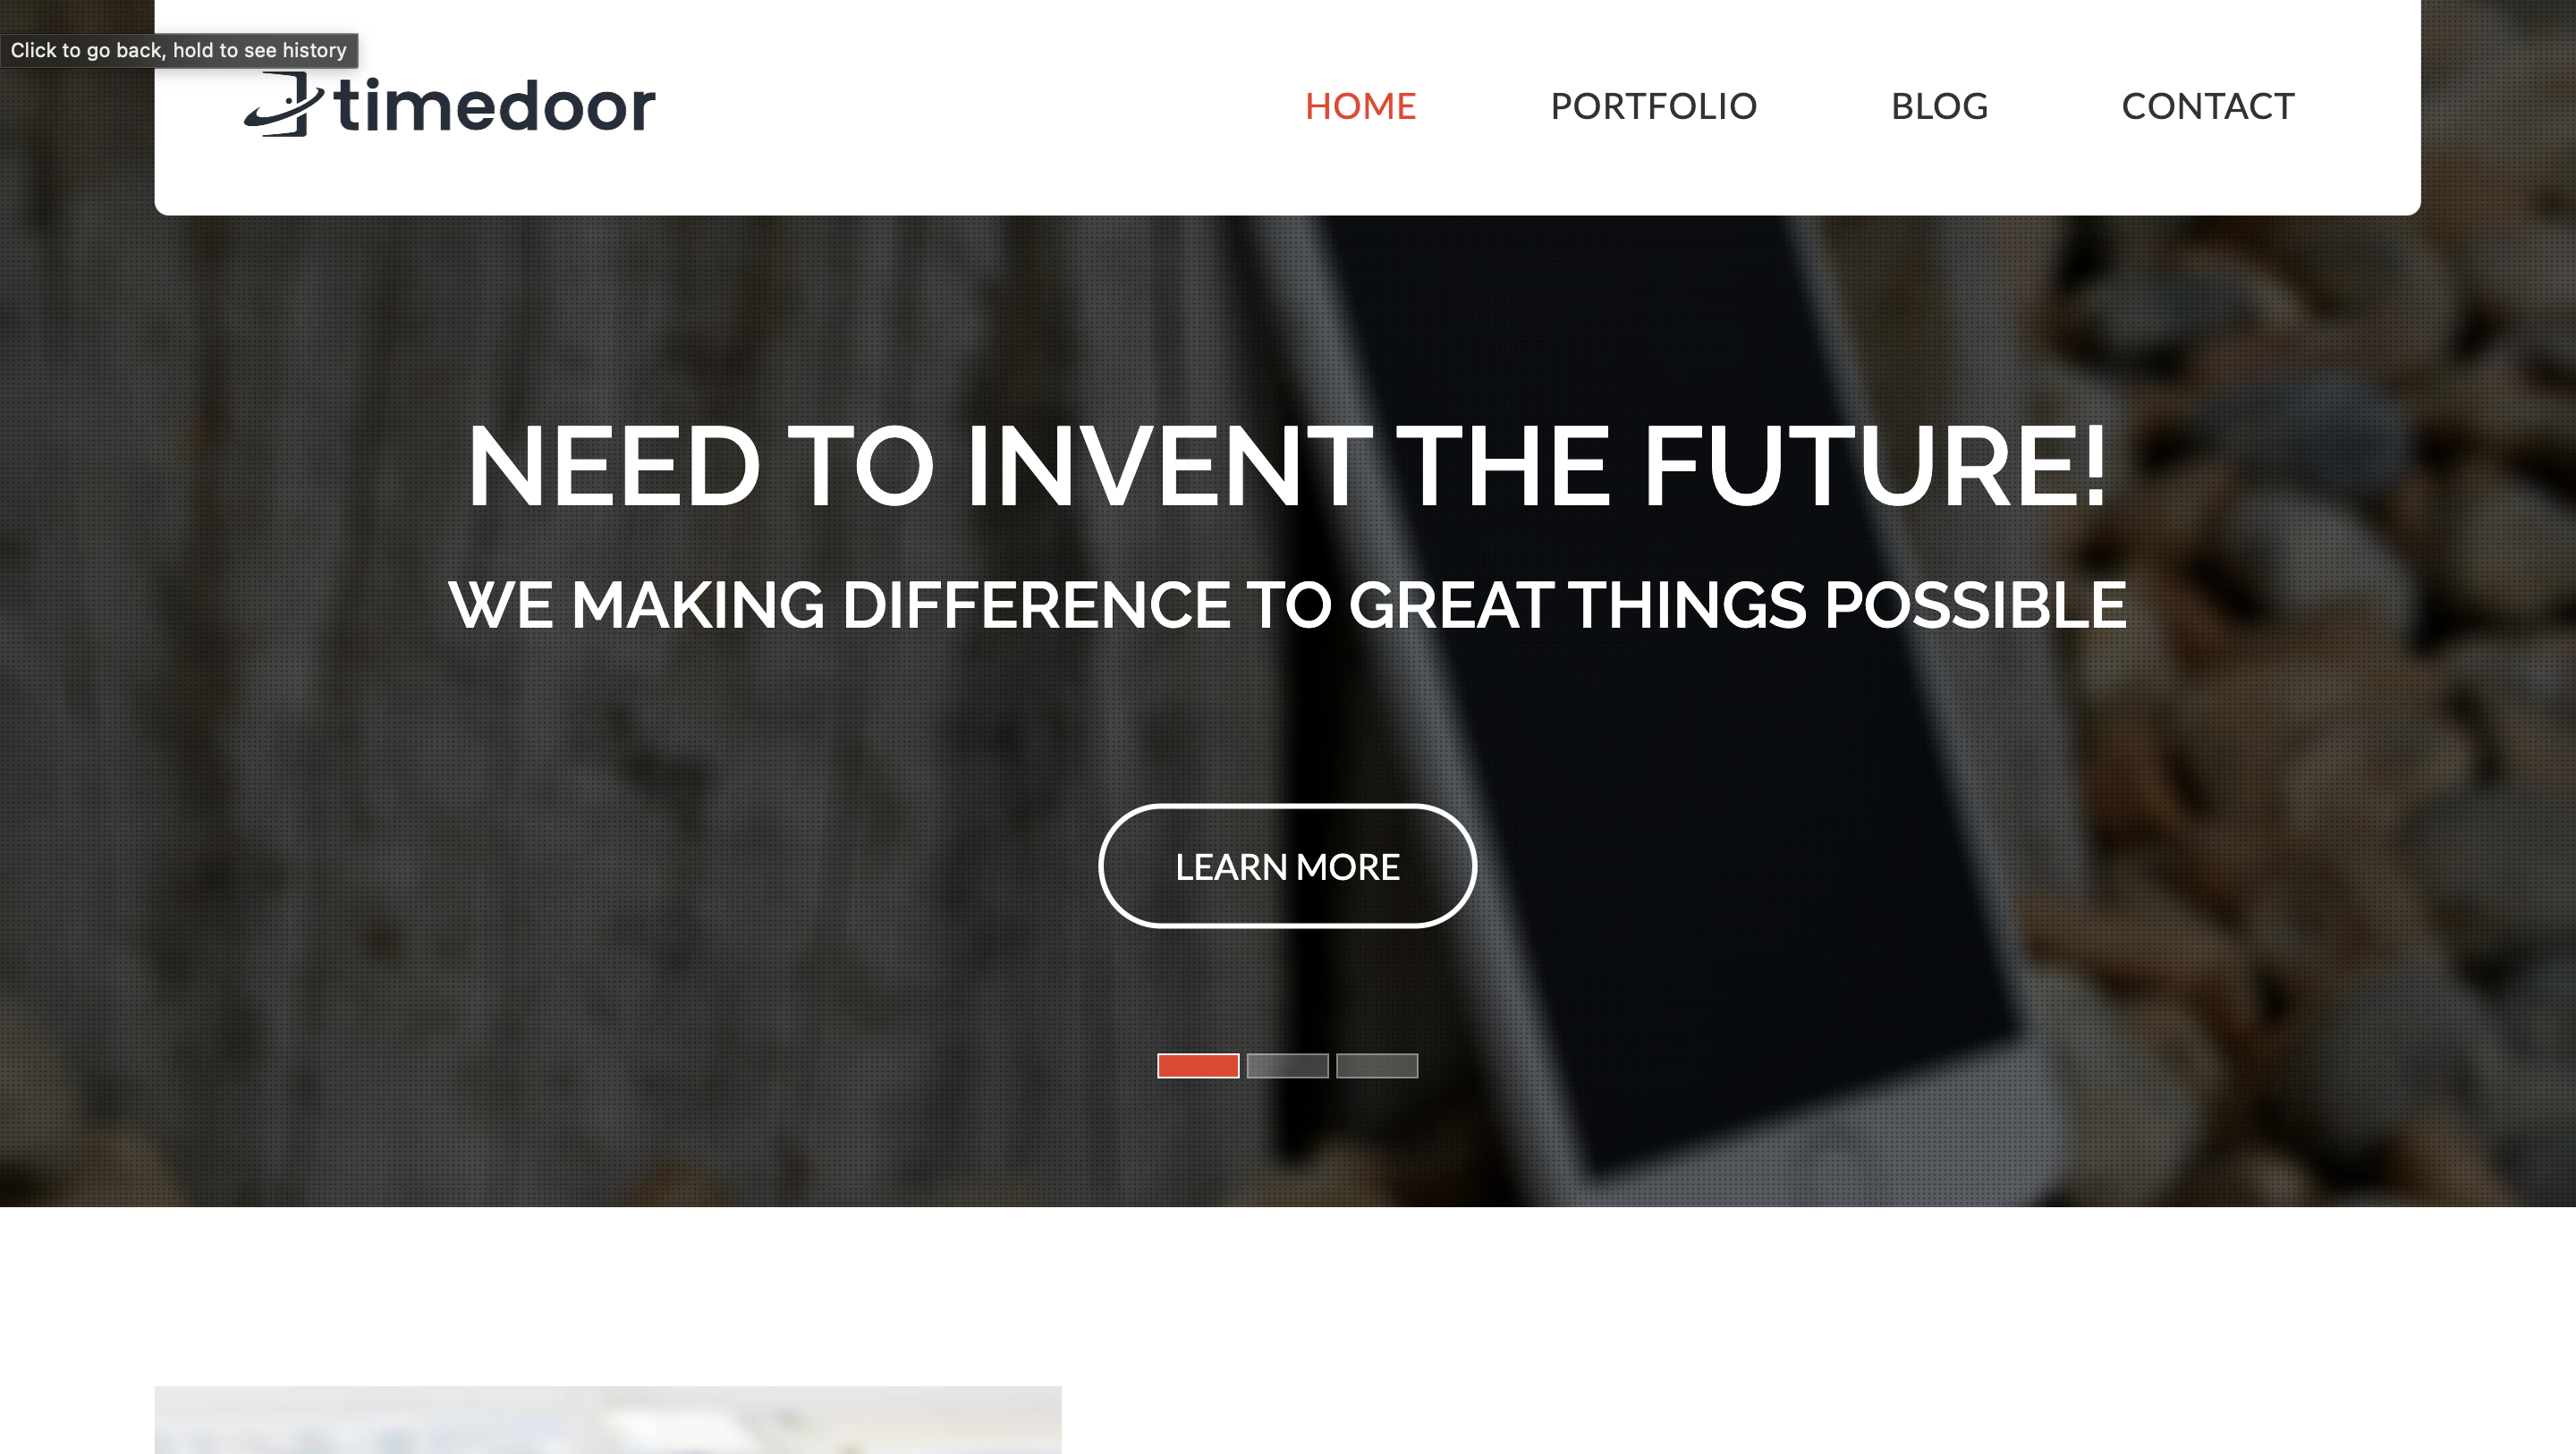 Click to go back, hold to see history
timedoor
HOME PORTFOLIO BLOG CONTACT
NEED TO INVENT THE FUTURE!
WE MAKING DIFFERENCE TO GREAT THINGS POSSIBLE
LEARN MORE